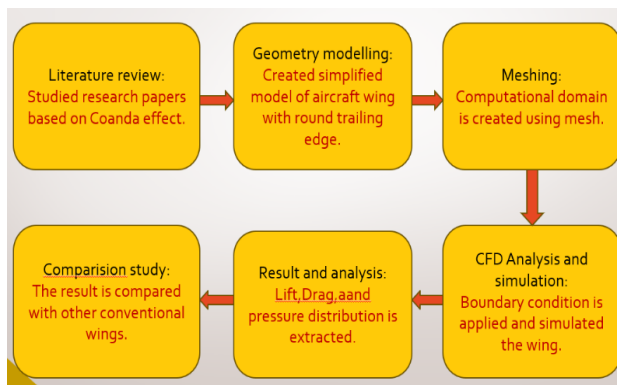 Literature review:
Studied research papers
based on Coanda effect.
Geometry modelling:
Created simplified
model of aircraft wing
with round trailing
edge.
Meshing:
Computational domain
is created using mesh.
CFD Analysis and
simulation:
Boundary condition is
applied and simulated
the wing.
Result and analysis:
Lift,Drag,aand
pressure distribution is
extracted.
Comparision study:
The result is compared
with other conventional
wings.